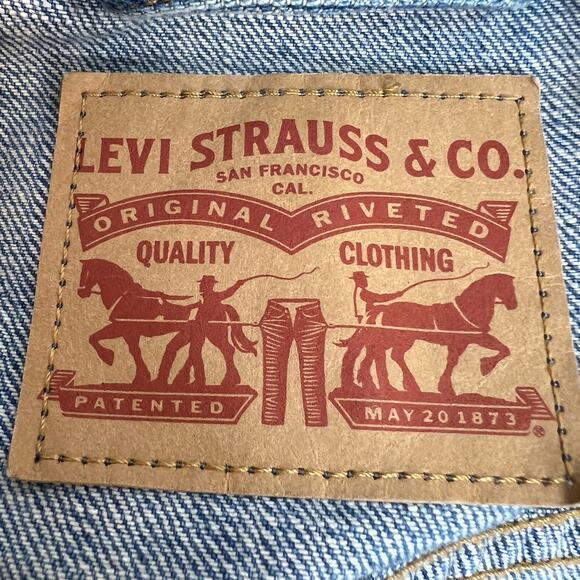 LEVI STRAUSS & CO.
SAN FRANCISCO
CAL.
ORIGINAL RIVETED
QUALITY CLOTHING
PATENTED MAY 20 1873
®